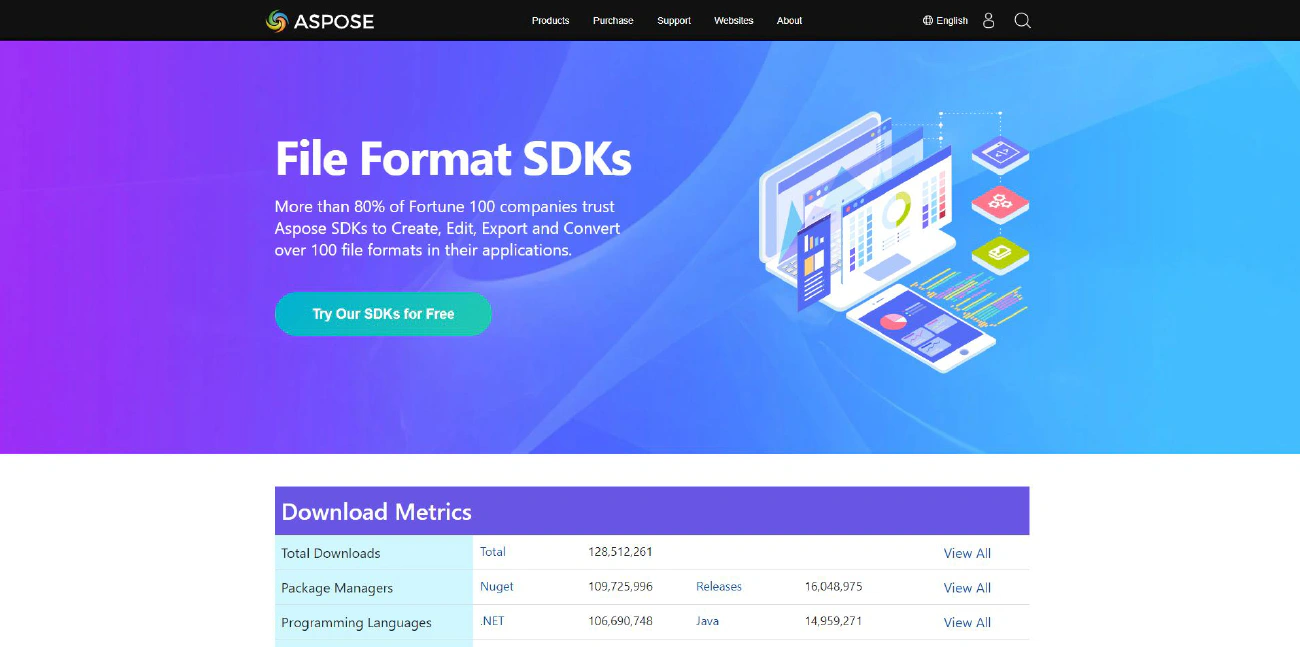 ASPOSE Products Purchase Support Websites About English
File Format SDKs
More than 80% of Fortune 100 companies trust
Aspose SDKs to Create, Edit, Export and Convert
over 100 file formats in their applications.
Try Our SDKs for Free
Download Metrics
Total Downloads Total 128,512,261 View All
Package Managers Nuget 109,725,996 Releases 16,048,975 View All
Programming Languages .NET 106,690,748 Java 14,959,271 View All